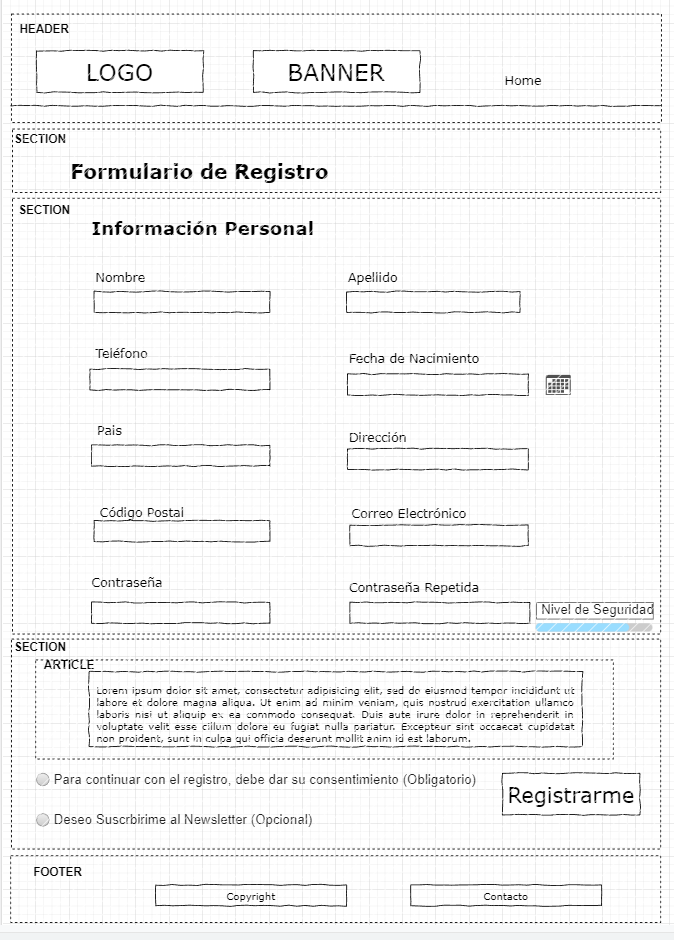 HEADER
LOGO BANNER Home
SECTION
Formulario de Registro
SECTION
Información Personal
Nombre Apellido
Teléfono Fecha de Nacimiento
Pais Dirección
Código Postal Correo Electrónico
Contraseña Contraseña Repetida
Nivel de Seguridad
SECTION
ARTICLE
Lorem ipsum dolor sit amet, consectetur adipisicing elit, sed do eiusmod tempor incididunt ut
labore et dolore magna aliqua. Ut enim ad minim veniam, quis nostrud exercitation ullamco
laboris nisi ut aliquip ex ea commodo consequat. Duis aute irure dolor in reprehenderit in
voluptate velit esse cillum dolore eu fugiat nulla pariatur. Excepteur sint occaecat cupidatat
non proident, sunt in culpa qui officia deserunt mollit anim id est laborum.
Para continuar con el registro, debe dar su consentimiento (Obligatorio)
Registrarme
Deseo Suscrbirime al Newsletter (Opcional)
FOOTER
Copyright Contacto